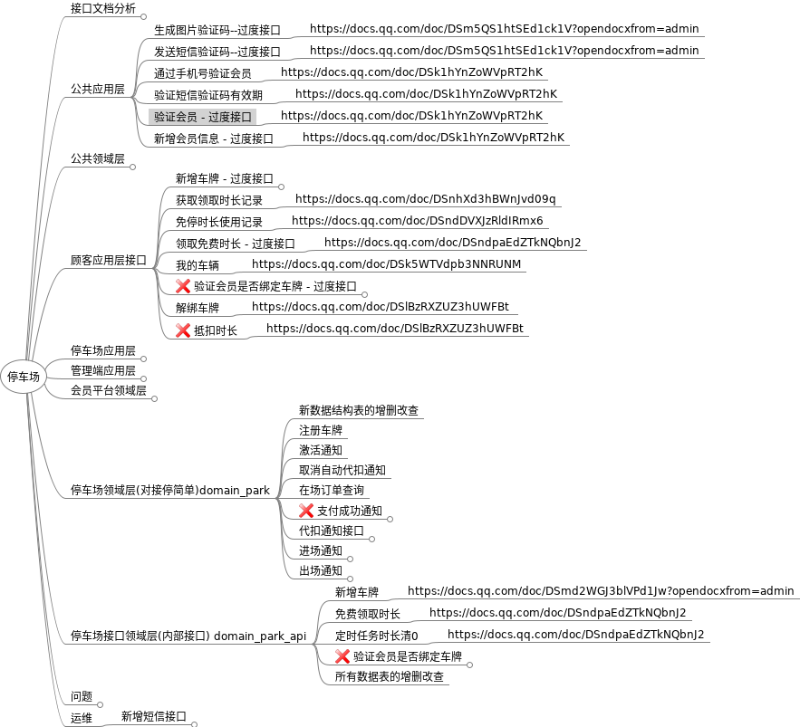 停车场
接口文档分析
公共应用层
生成图片验证码--过度接口 https://docs.qq.com/doc/DSm5QS1htSEd1ck1V?opendocxfrom=admin
发送短信验证码--过度接口 https://docs.qq.com/doc/DSm5QS1htSEd1ck1V?opendocxfrom=admin
通过手机号验证会员 https://docs.qq.com/doc/DSk1hYnZoWVpRT2hK
验证短信验证码有效期 https://docs.qq.com/doc/DSk1hYnZoWVpRT2hK
验证会员 - 过度接口 https://docs.qq.com/doc/DSk1hYnZoWVpRT2hK
新增会员信息 - 过度接口 https://docs.qq.com/doc/DSk1hYnZoWVpRT2hK
公共领域层
顾客应用层接口
新增车牌 - 过度接口
获取领取时长记录 https://docs.qq.com/doc/DSnhXd3hBWnJvd09q
免停时长使用记录 https://docs.qq.com/doc/DSndDVXJzRldIRmx6
领取免费时长 - 过度接口 https://docs.qq.com/doc/DSndpaEdZTkNQbnJ2
我的车辆 https://docs.qq.com/doc/DSk5WTVdpb3NNRUNM
验证会员是否绑定车牌 - 过度接口
解绑车牌 https://docs.qq.com/doc/DSlBzRXZUZ3hUWFBt
抵扣时长 https://docs.qq.com/doc/DSlBzRXZUZ3hUWFBt
停车场应用层
管理端应用层
会员平台领域层
停车场领域层(对接停简单)domain_park
新数据结构表的增删改查
注册车牌
激活通知
取消自动代扣通知
在场订单查询
支付成功通知
代扣通知接口
进场通知
出场通知
停车场接口领域层(内部接口) domain_park_api
新增车牌 https://docs.qq.com/doc/DSmd2WGJ3blVPd1Jw?opendocxfrom=admin
免费领取时长 https://docs.qq.com/doc/DSndpaEdZTkNQbnJ2
定时任务时长清0 https://docs.qq.com/doc/DSndpaEdZTkNQbnJ2
验证会员是否绑定车牌
所有数据表的增删改查
问题
运维
新增短信接口